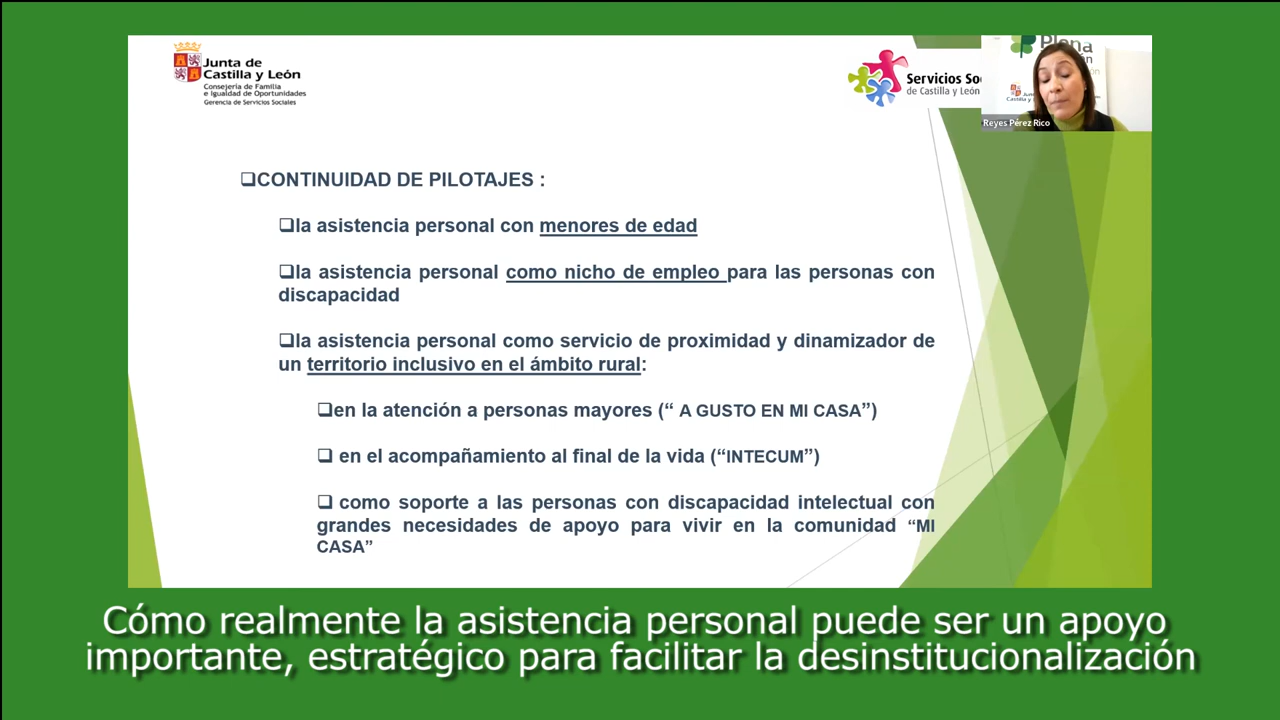 Junta de
Castilla y León
Consejería de Familia
e Igualdad de Oportunidades
Gerencia de Servicios Sociales
Servicios Soc
de Castilla y León
Plena
Reyes Pérez Rico
❑CONTINUIDAD DE PILOTAJES :
❑la asistencia personal con menores de edad
❑la asistencia personal como nicho de empleo para las personas con
discapacidad
❑la asistencia personal como servicio de proximidad y dinamizador de
un territorio inclusivo en el ámbito rural:
❑en la atención a personas mayores (“ A GUSTO EN MI CASA”)
❑ en el acompañamiento al final de la vida (“INTECUM”)
❑ como soporte a las personas con discapacidad intelectual con
grandes necesidades de apoyo para vivir en la comunidad “MI
CASA”
Cómo realmente la asistencia personal puede ser un apoyo
importante, estratégico para facilitar la desinstitucionalización